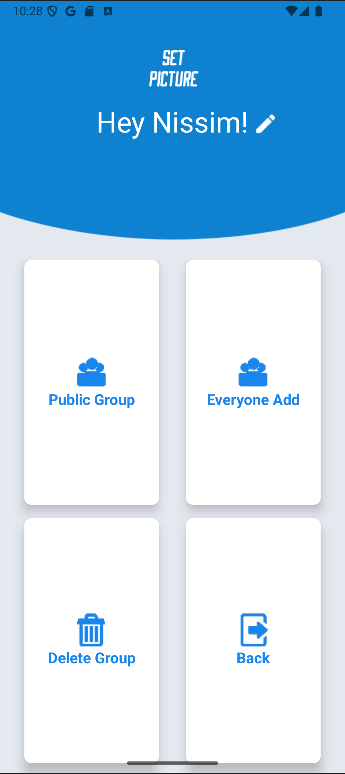 10:28
SET
PICTURE
Hey Nissim!
Public Group
Everyone Add
Delete Group
Back